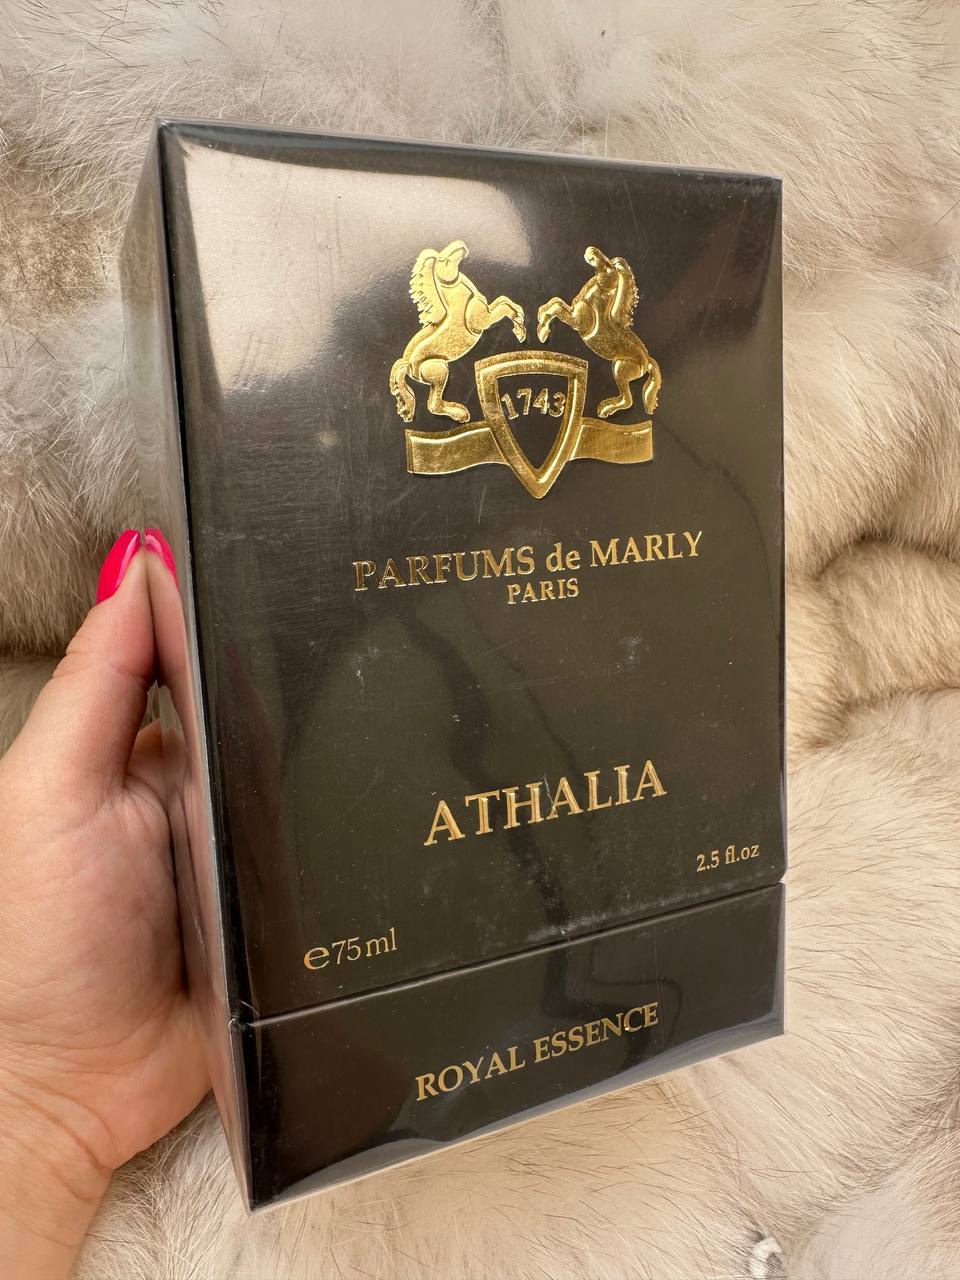 1743
PARFUMS de MARLY
PARIS
ATHALIA
2.5 fl.oz
e75ml
ROYAL ESSENCE